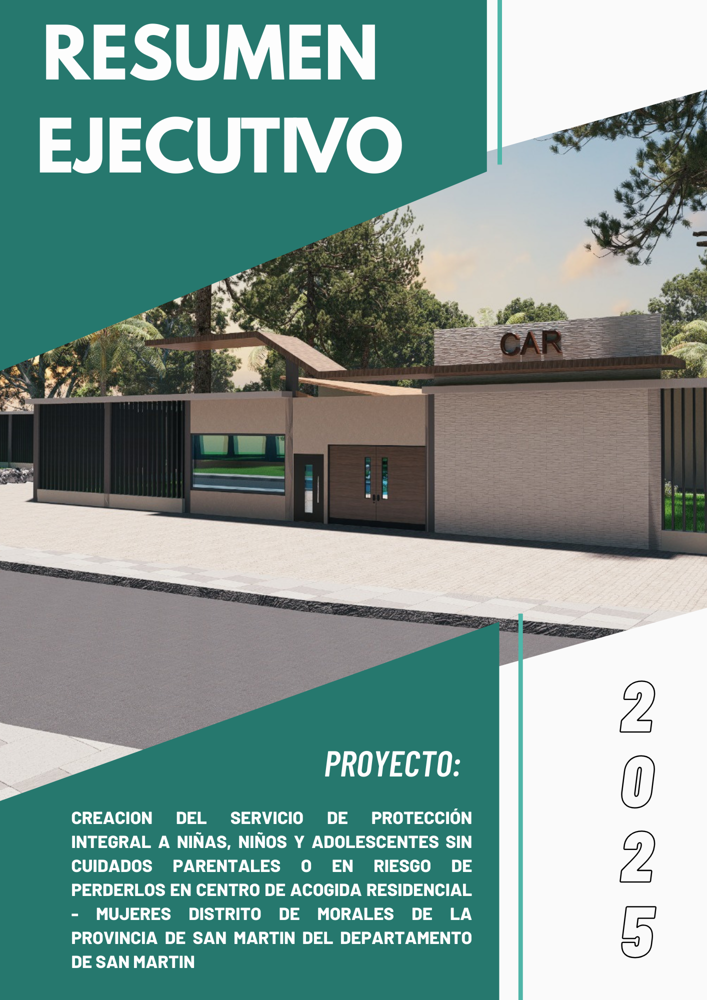 RESUMEN
EJECUTIVO
CAR
PROYECTO:
CREACION DEL SERVICIO DE PROTECCIÓN
INTEGRAL A NIÑAS, NIÑOS Y ADOLESCENTES SIN
CUIDADOS PARENTALES O EN RIESGO DE
PERDERLOS EN CENTRO DE ACOGIDA RESIDENCIAL
- MUJERES DISTRITO DE MORALES DE LA
PROVINCIA DE SAN MARTIN DEL DEPARTAMENTO
DE SAN MARTIN
2
0
2
5